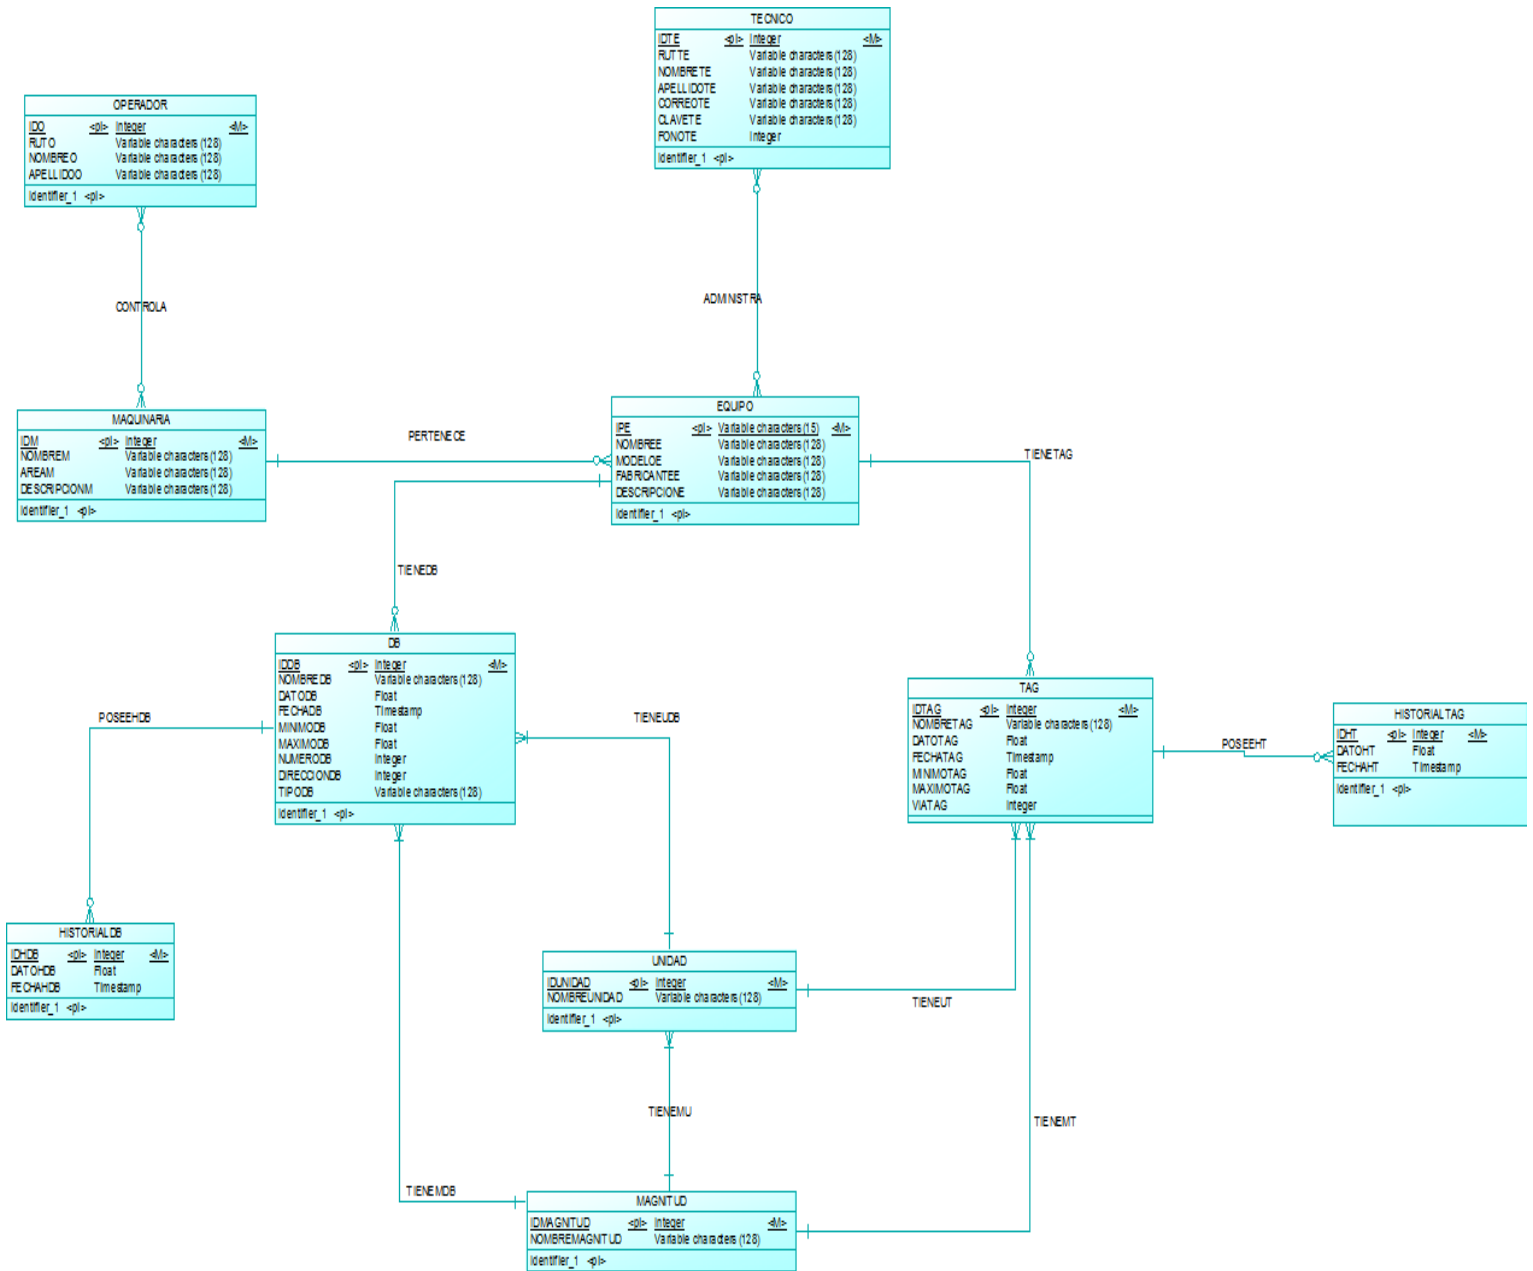 TECNICO
IDTE <pi> Integer <M>
RUTTE Variable characters (128)
NOMBRETE Variable characters (128)
APELLIDOTE Variable characters (128)
CORREOTE Variable characters (128)
CLAVETE Variable characters (128)
FONOTE Integer
Identifier_1 <pi>
OPERADOR
IDO <pi> Integer <M>
RUTO Variable characters (128)
NOMBREO Variable characters (128)
APELLIDOO Variable characters (128)
Identifier_1 <pi>
CONTROLA
ADMINISTRA
MAQUINARIA
IDM <pi> Integer <M>
NOMBREM Variable characters (128)
AREAM Variable characters (128)
DESCRIPCIONM Variable characters (128)
Identifier_1 <pi>
PERTENECE
EQUIPO
IPE <pi> Variable characters (15) <M>
NOMBREE Variable characters (128)
MODELOE Variable characters (128)
FABRICANTEE Variable characters (128)
DESCRIPCIONE Variable characters (128)
Identifier_1 <pi>
TIENETAG
TIENEDB
DB
IDDB <pi> Integer <M>
NOMBREDB Variable characters (128)
DATODB Float
FECHADB Timestamp
MINIMODB Float
MAXIMODB Float
NUMERODB Integer
DIRECCIONDB Integer
TIPODB Variable characters (128)
Identifier_1 <pi>
POSEEHDB
TIENEUDB
TAG
IDTAG <pi> Integer <M>
NOMBRETAG Variable characters (128)
DATOTAG Float
FECHATAG Timestamp
MINIMOTAG Float
MAXIMOTAG Float
VIATAG Integer
POSEEHT
HISTORIALTAG
IDHT <pi> Integer <M>
DATOHT Float
FECHAHT Timestamp
Identifier_1 <pi>
HISTORIALDB
IDHDB <pi> Integer <M>
DATOHDB Float
FECHAHDB Timestamp
Identifier_1 <pi>
UNIDAD
IDUNIDAD <pi> Integer <M>
NOMBREUNIDAD Variable characters (128)
Identifier_1 <pi>
TIENEUT
TIENEMU
TIENEMT
TIENEMDB
MAGNITUD
IDMAGNITUD <pi> Integer <M>
NOMBREMAGNITUD Variable characters (128)
Identifier_1 <pi>